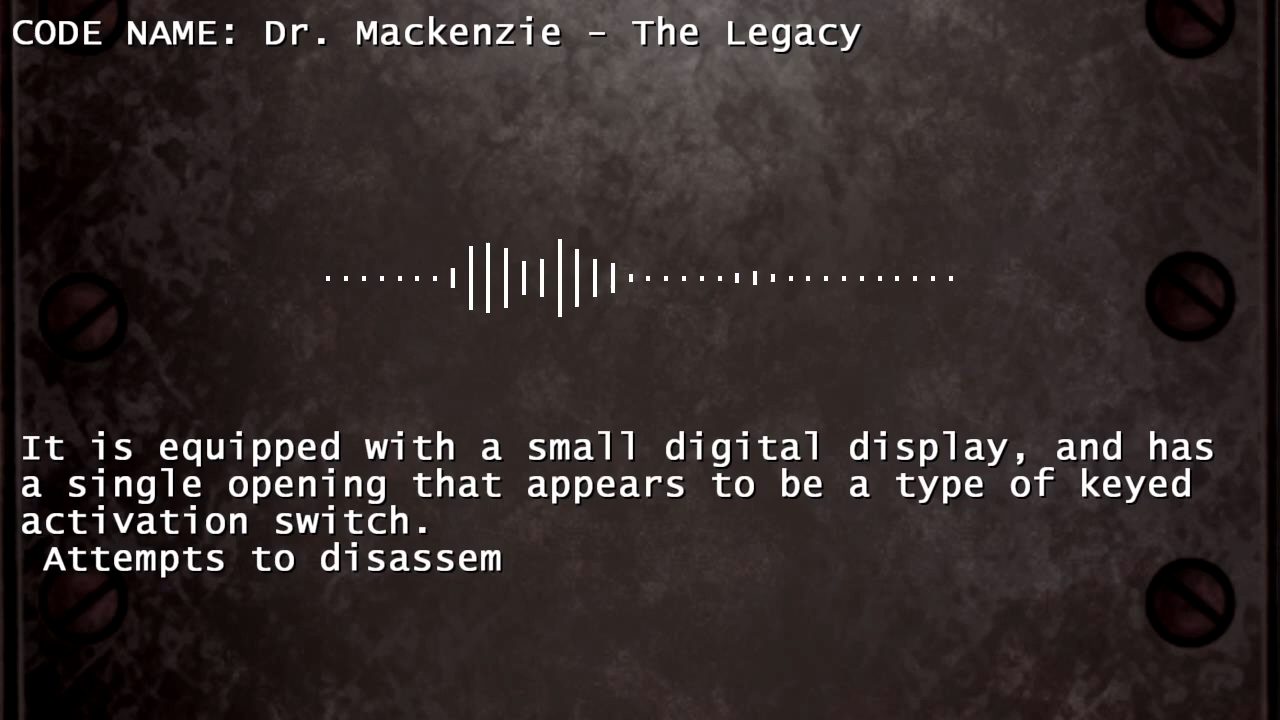 CODE NAME: Dr. Mackenzie - The Legacy
It is equipped with a small digital display, and has
a single opening that appears to be a type of keyed
activation switch.
Attempts to disassem